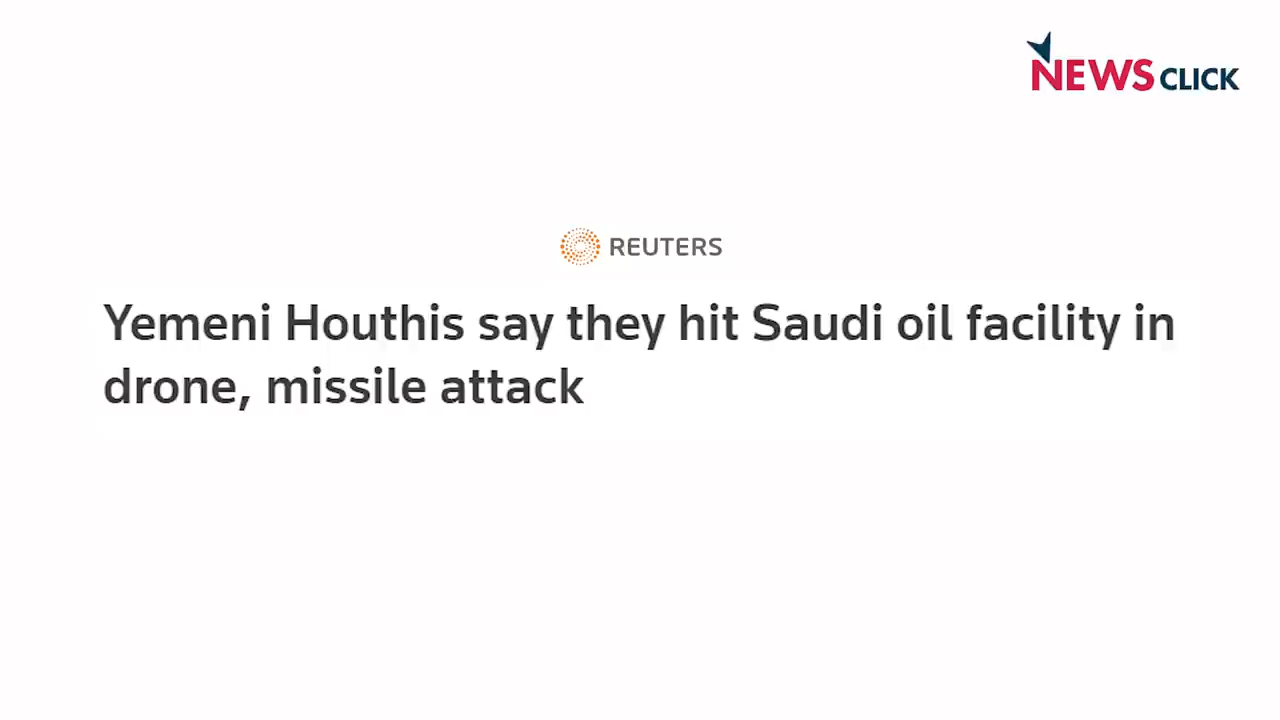 NEWS CLICK
REUTERS
Yemeni Houthis say they hit Saudi oil facility in
drone, missile attack